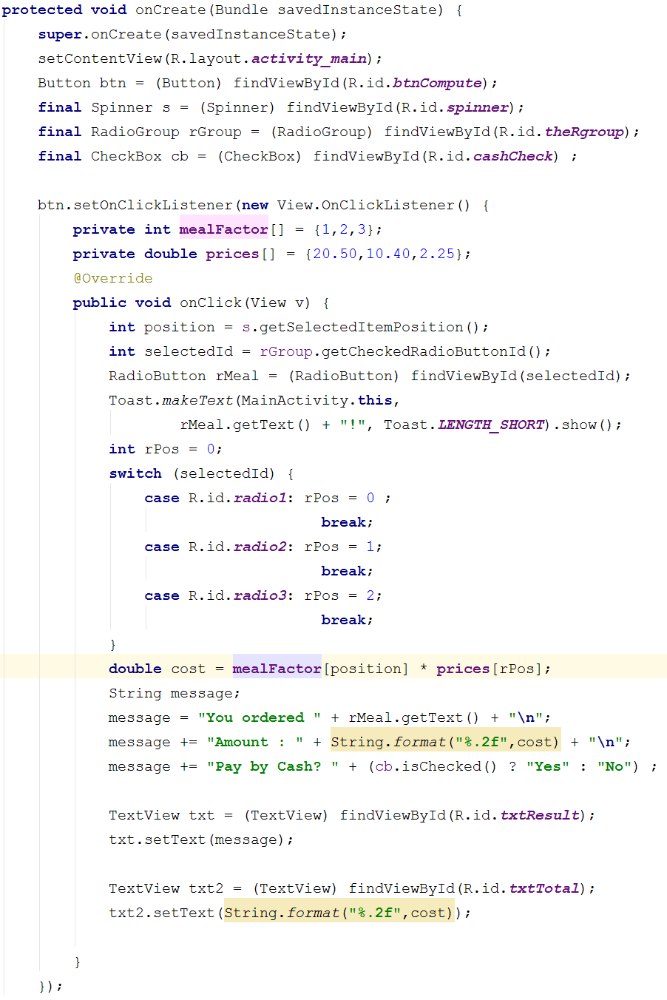 protected void onCreate(Bundle savedInstanceState) {
super.onCreate(savedInstanceState);
setContentView(R.layout.activity_main);
Button btn = (Button) findViewById(R.id.btnCompute);
final Spinner s = (Spinner) findViewById(R.id.spinner);
final RadioGroup rGroup = (RadioGroup) findViewById(R.id.theRgroup);
final CheckBox cb = (CheckBox) findViewById(R.id.cashCheck) ;
btn.setOnClickListener(new View.OnClickListener() {
private int mealFactor[] = {1,2,3};
private double prices[] = {20.50,10.40,2.25};
@Override
public void onClick(View v) {
int position = s.getSelectedItemPosition();
int selectedId = rGroup.getCheckedRadioButtonId();
RadioButton rMeal = (RadioButton) findViewById(selectedId);
Toast.makeText(MainActivity.this,
rMeal.getText() + "!", Toast.LENGTH_SHORT).show();
int rPos = 0;
switch (selectedId) {
case R.id.radio1: rPos = 0 ;
break;
case R.id.radio2: rPos = 1;
break;
case R.id.radio3: rPos = 2;
break;
}
double cost = mealFactor[position] * prices[rPos];
String message;
message = "You ordered " + rMeal.getText() + "\n";
message += "Amount : " + String.format("%.2f",cost) + "\n";
message += "Pay by Cash? " + (cb.isChecked() ? "Yes" : "No") ;
TextView txt = (TextView) findViewById(R.id.txtResult);
txt.setText(message);
TextView txt2 = (TextView) findViewById(R.id.txtTotal);
txt2.setText(String.format("%.2f",cost));
}
});